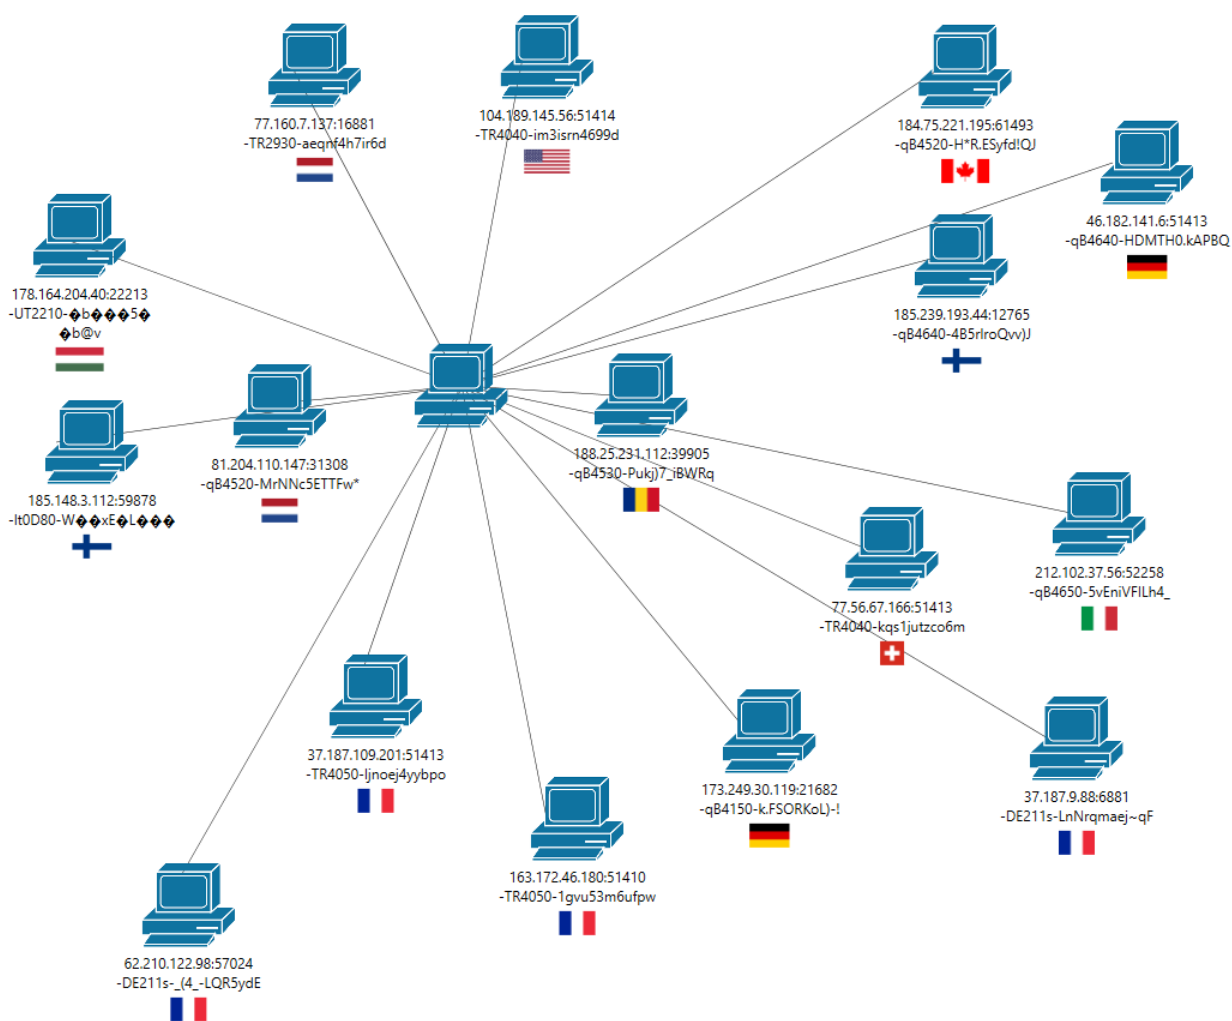 77.160.7.137:16881
-TR2930-aeqnf4h7ir6d
104.189.145.56:51414
-TR4040-im3isrn4699d
184.75.221.195:61493
-qB4520-H*R.ESyfd!QJ
46.182.141.6:51413
-qB4640-HDMTH0.kAPBQ
178.164.204.40:22213
-UT2210-�b���5�
�b@v
185.239.193.44:12765
-qB4640-4B5rlroQvv)J
81.204.110.147:31308
-qB4520-MrNNc5ETTFw*
188.25.231.112:39905
-qB4530-Pukj)7_iBWRq
185.148.3.112:59878
-lt0D80-W��xE�L���
77.56.67.166:51413
-TR4040-kqs1jutzco6m
212.102.37.56:52258
-qB4650-5vEniVFILh4_
37.187.109.201:51413
-TR4050-ljnoej4yybpo
173.249.30.119:21682
-qB4150-k.FSORKoL)-!
37.187.9.88:6881
-DE211s-LnNrqmaej~qF
163.172.46.180:51410
-TR4050-1gvu53m6ufpw
62.210.122.98:57024
-DE211s-_(4_-LQR5ydE